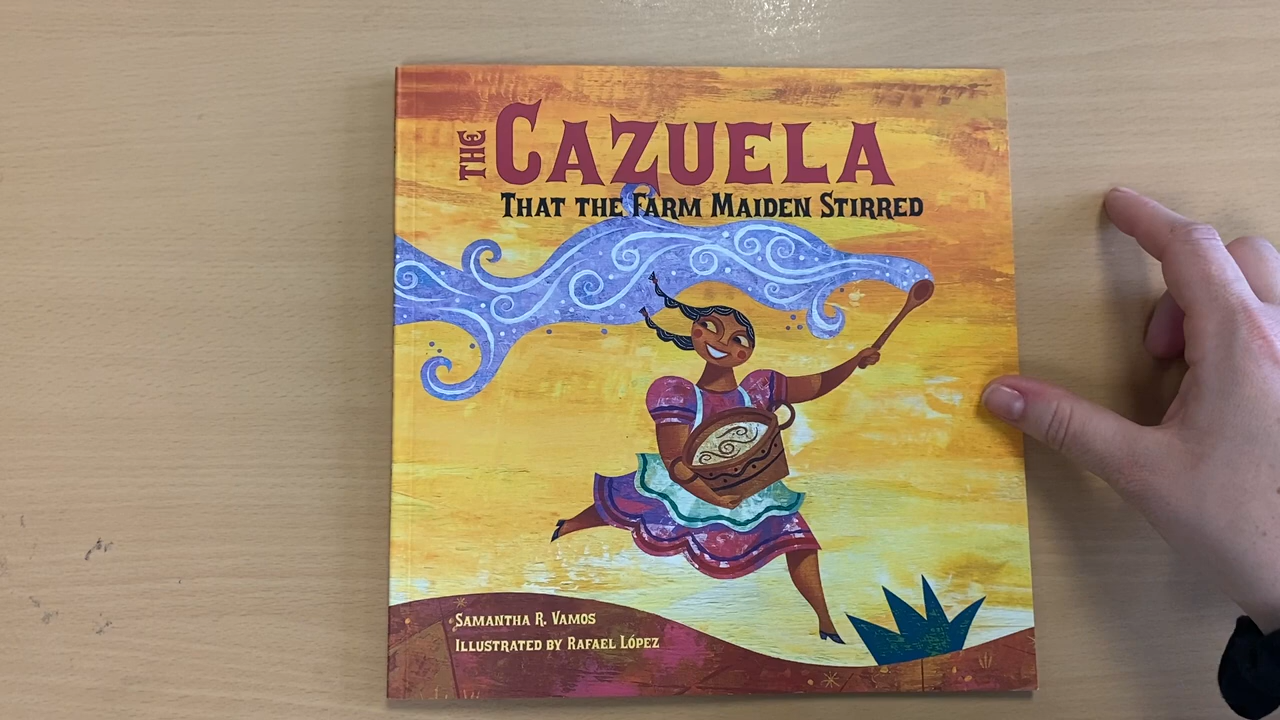 THE CAZUELA
THAT THE FARM MAIDEN STIRRED
SAMANTHA R. VAMOS
ILLUSTRATED BY RAFAEL LÓPEZ